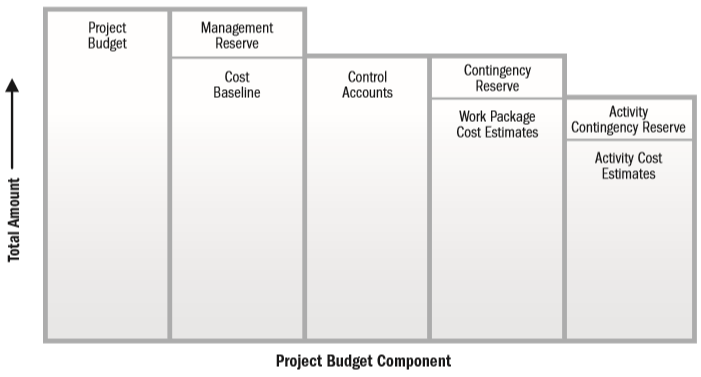 Project
Budget
Management
Reserve
Cost
Baseline
Control
Accounts
Contingency
Reserve
Work Package
Cost Estimates
Activity
Contingency Reserve
Activity Cost
Estimates
Total Amount
Project Budget Component